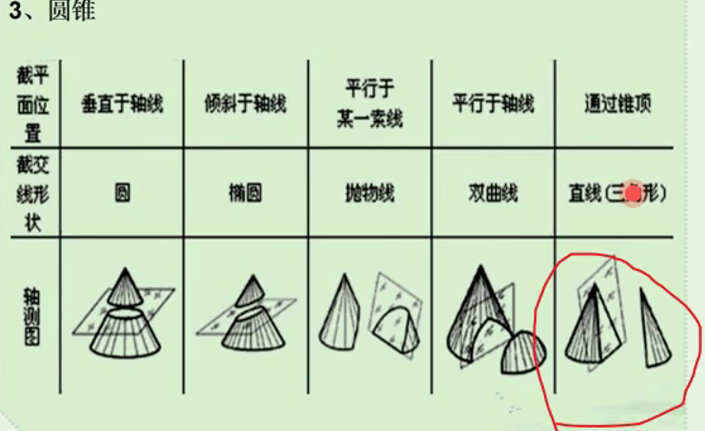 3、圆锥
截平
面位
置
垂直于轴线
倾斜于轴线
平行于
某一索线
平行于轴线
通过锥顶
截交
线形
状
圆
椭圆
抛物线
双曲线
直线(三角形)
轴
测
图